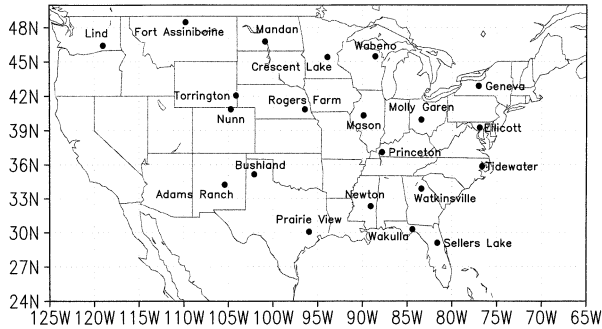 48N
45N
42N
39N
36N
33N
30N
27N
24N
Lind
Fort Assiniboine
Mandan
Wabeno
Crescent Lake
Torrington
Rogers Farm
Geneva
Nunn
Molly Garen
Mason
Ellicott
Princeton
Bushland
Tidewater
Adams Ranch
Newton
Watkinsville
Prairie View
Wakulla
Sellers Lake
125W 120W 115W 110W 105W 100W 95W 90W 85W 80W 75W 70W 65W